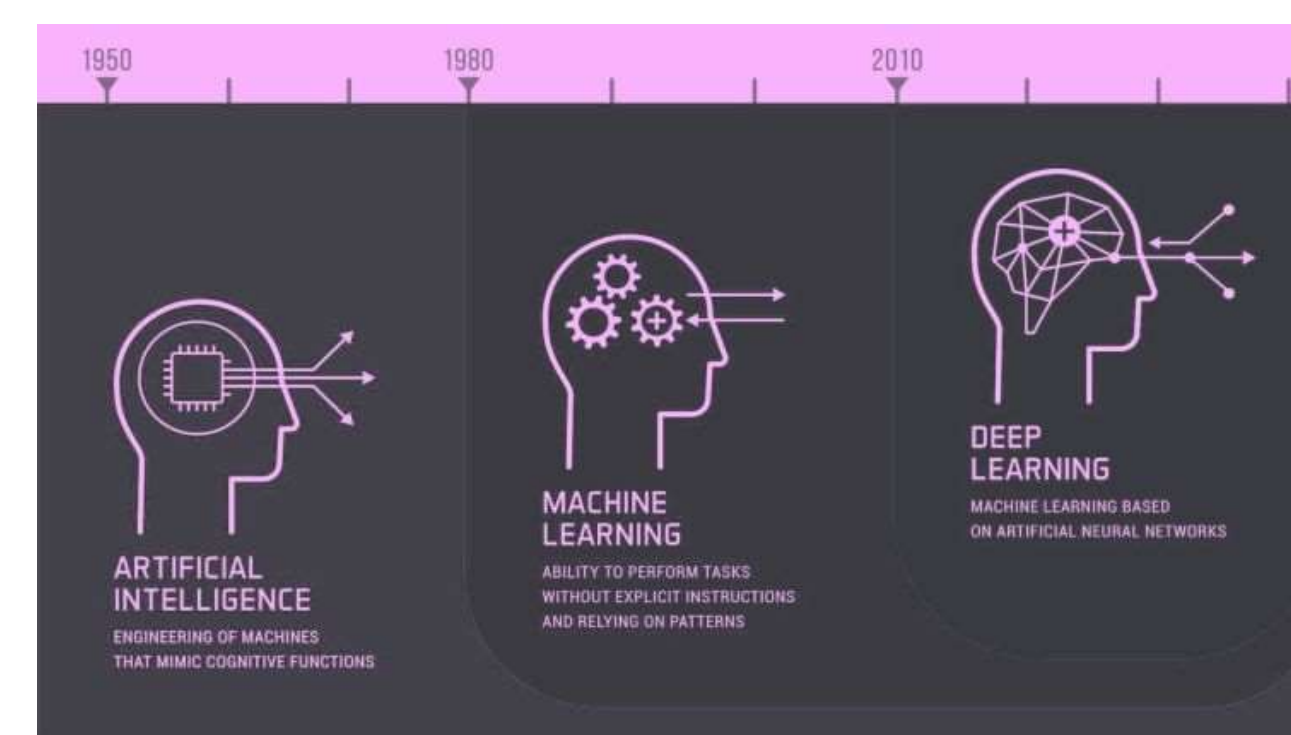 1950
1980
2010
ARTIFICIAL
INTELLIGENCE
ENGINEERING OF MACHINES
THAT MIMIC COGNITIVE FUNCTIONS
MACHINE
LEARNING
ABILITY TO PERFORM TASKS
WITHOUT EXPLICIT INSTRUCTIONS
AND RELYING ON PATTERNS
DEEP
LEARNING
MACHINE LEARNING BASED
ON ARTIFICIAL NEURAL NETWORKS